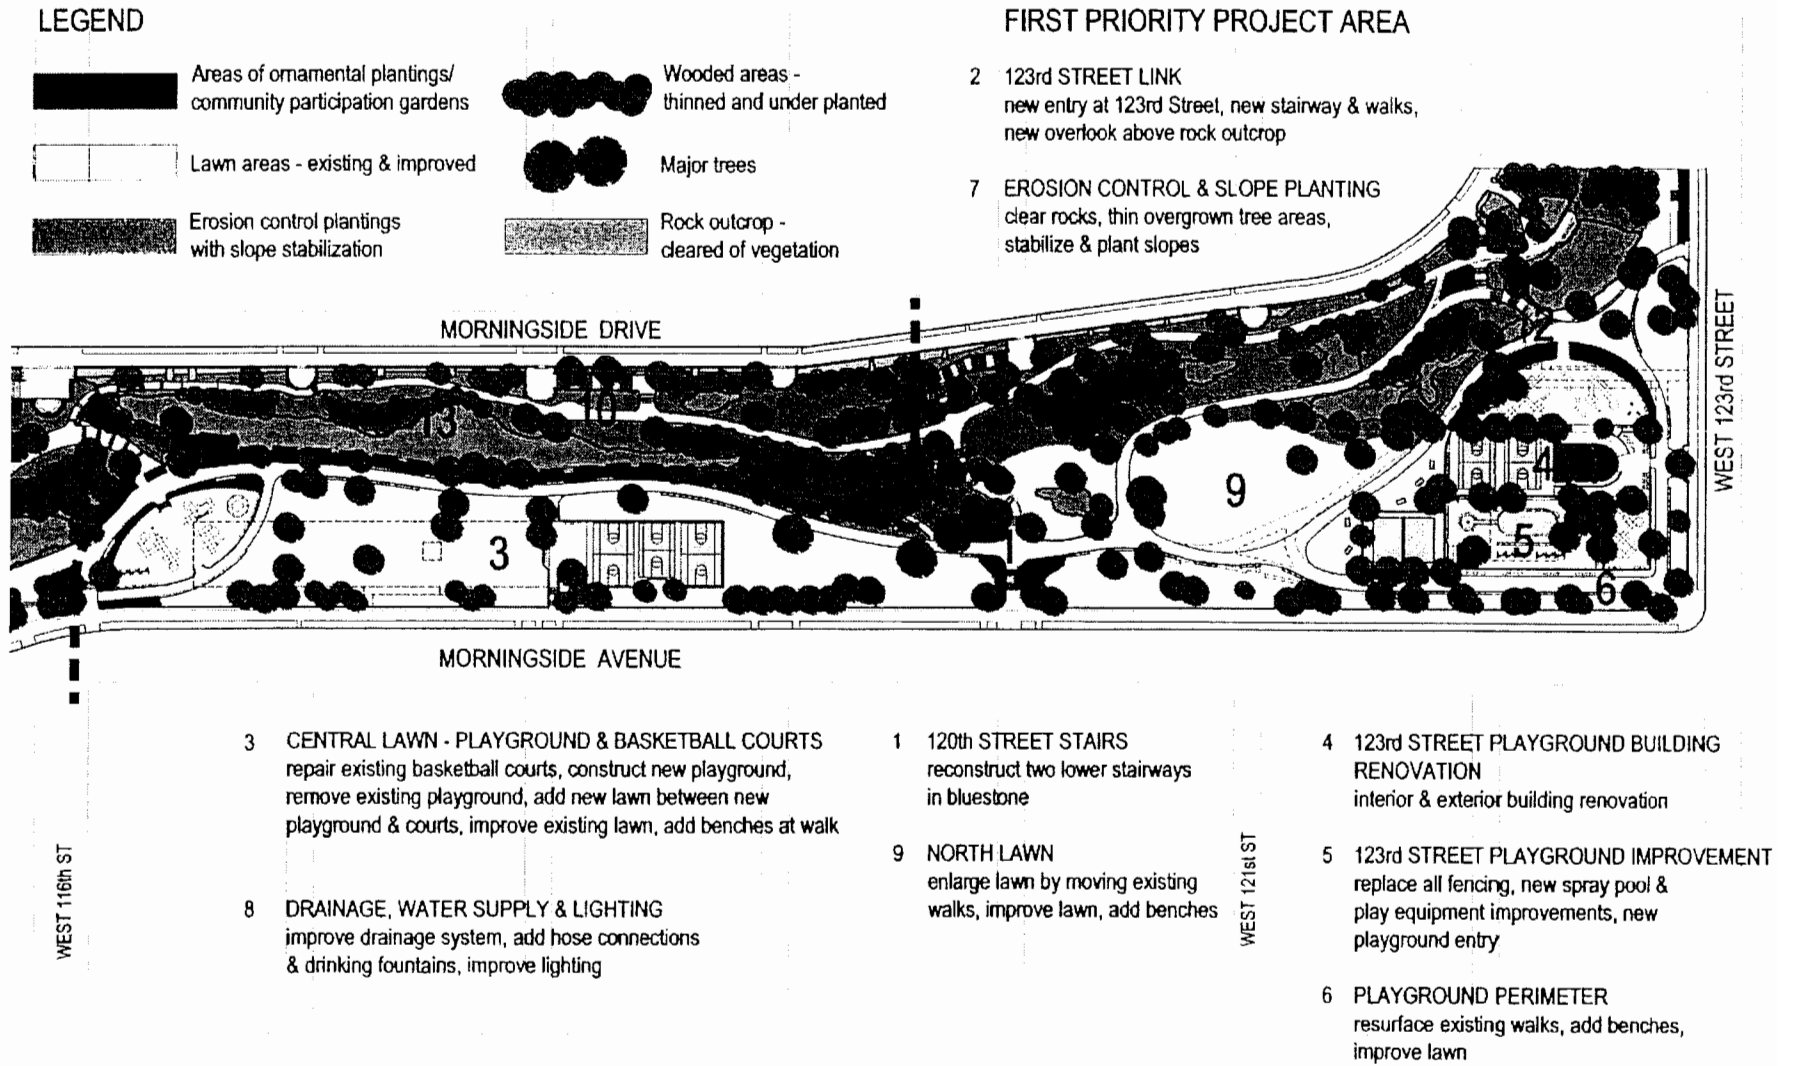 LEGEND
Areas of ornamental plantings/
community participation gardens
Lawn areas - existing & improved
Erosion control plantings
with slope stabilization
Wooded areas -
thinned and under planted
Major trees
Rock outcrop -
cleared of vegetation
FIRST PRIORITY PROJECT AREA
2 123rd STREET LINK
new entry at 123rd Street, new stairway & walks,
new overlook above rock outcrop
7 EROSION CONTROL & SLOPE PLANTING
clear rocks, thin overgrown tree areas,
stabilize & plant slopes
MORNINGSIDE DRIVE
WEST 123rd STREET
12
13
10
9
4
3
5
6
MORNINGSIDE AVENUE
WEST 116th ST
3 CENTRAL LAWN - PLAYGROUND & BASKETBALL COURTS
repair existing basketball courts, construct new playground,
remove existing playground, add new lawn between new
playground & courts, improve existing lawn, add benches at walk
8 DRAINAGE, WATER SUPPLY & LIGHTING
improve drainage system, add hose connections
& drinking fountains, improve lighting
1 120th STREET STAIRS
reconstruct two lower stairways
in bluestone
9 NORTH LAWN
enlarge lawn by moving existing
walks, improve lawn, add benches
WEST 121st ST
4 123rd STREET PLAYGROUND BUILDING
RENOVATION
interior & exterior building renovation
5 123rd STREET PLAYGROUND IMPROVEMENT
replace all fencing, new spray pool &
play equipment improvements, new
playground entry
6 PLAYGROUND PERIMETER
resurface existing walks, add benches,
improve lawn